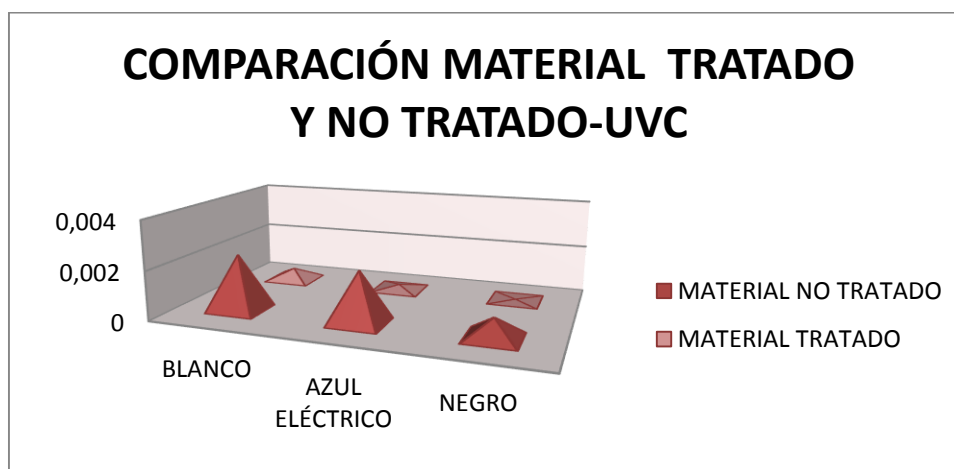 COMPARACIÓN MATERIAL TRATADO
Y NO TRATADO-UVC
0,004
0,002
0
BLANCO
AZUL
ELÉCTRICO
NEGRO
MATERIAL NO TRATADO
MATERIAL TRATADO